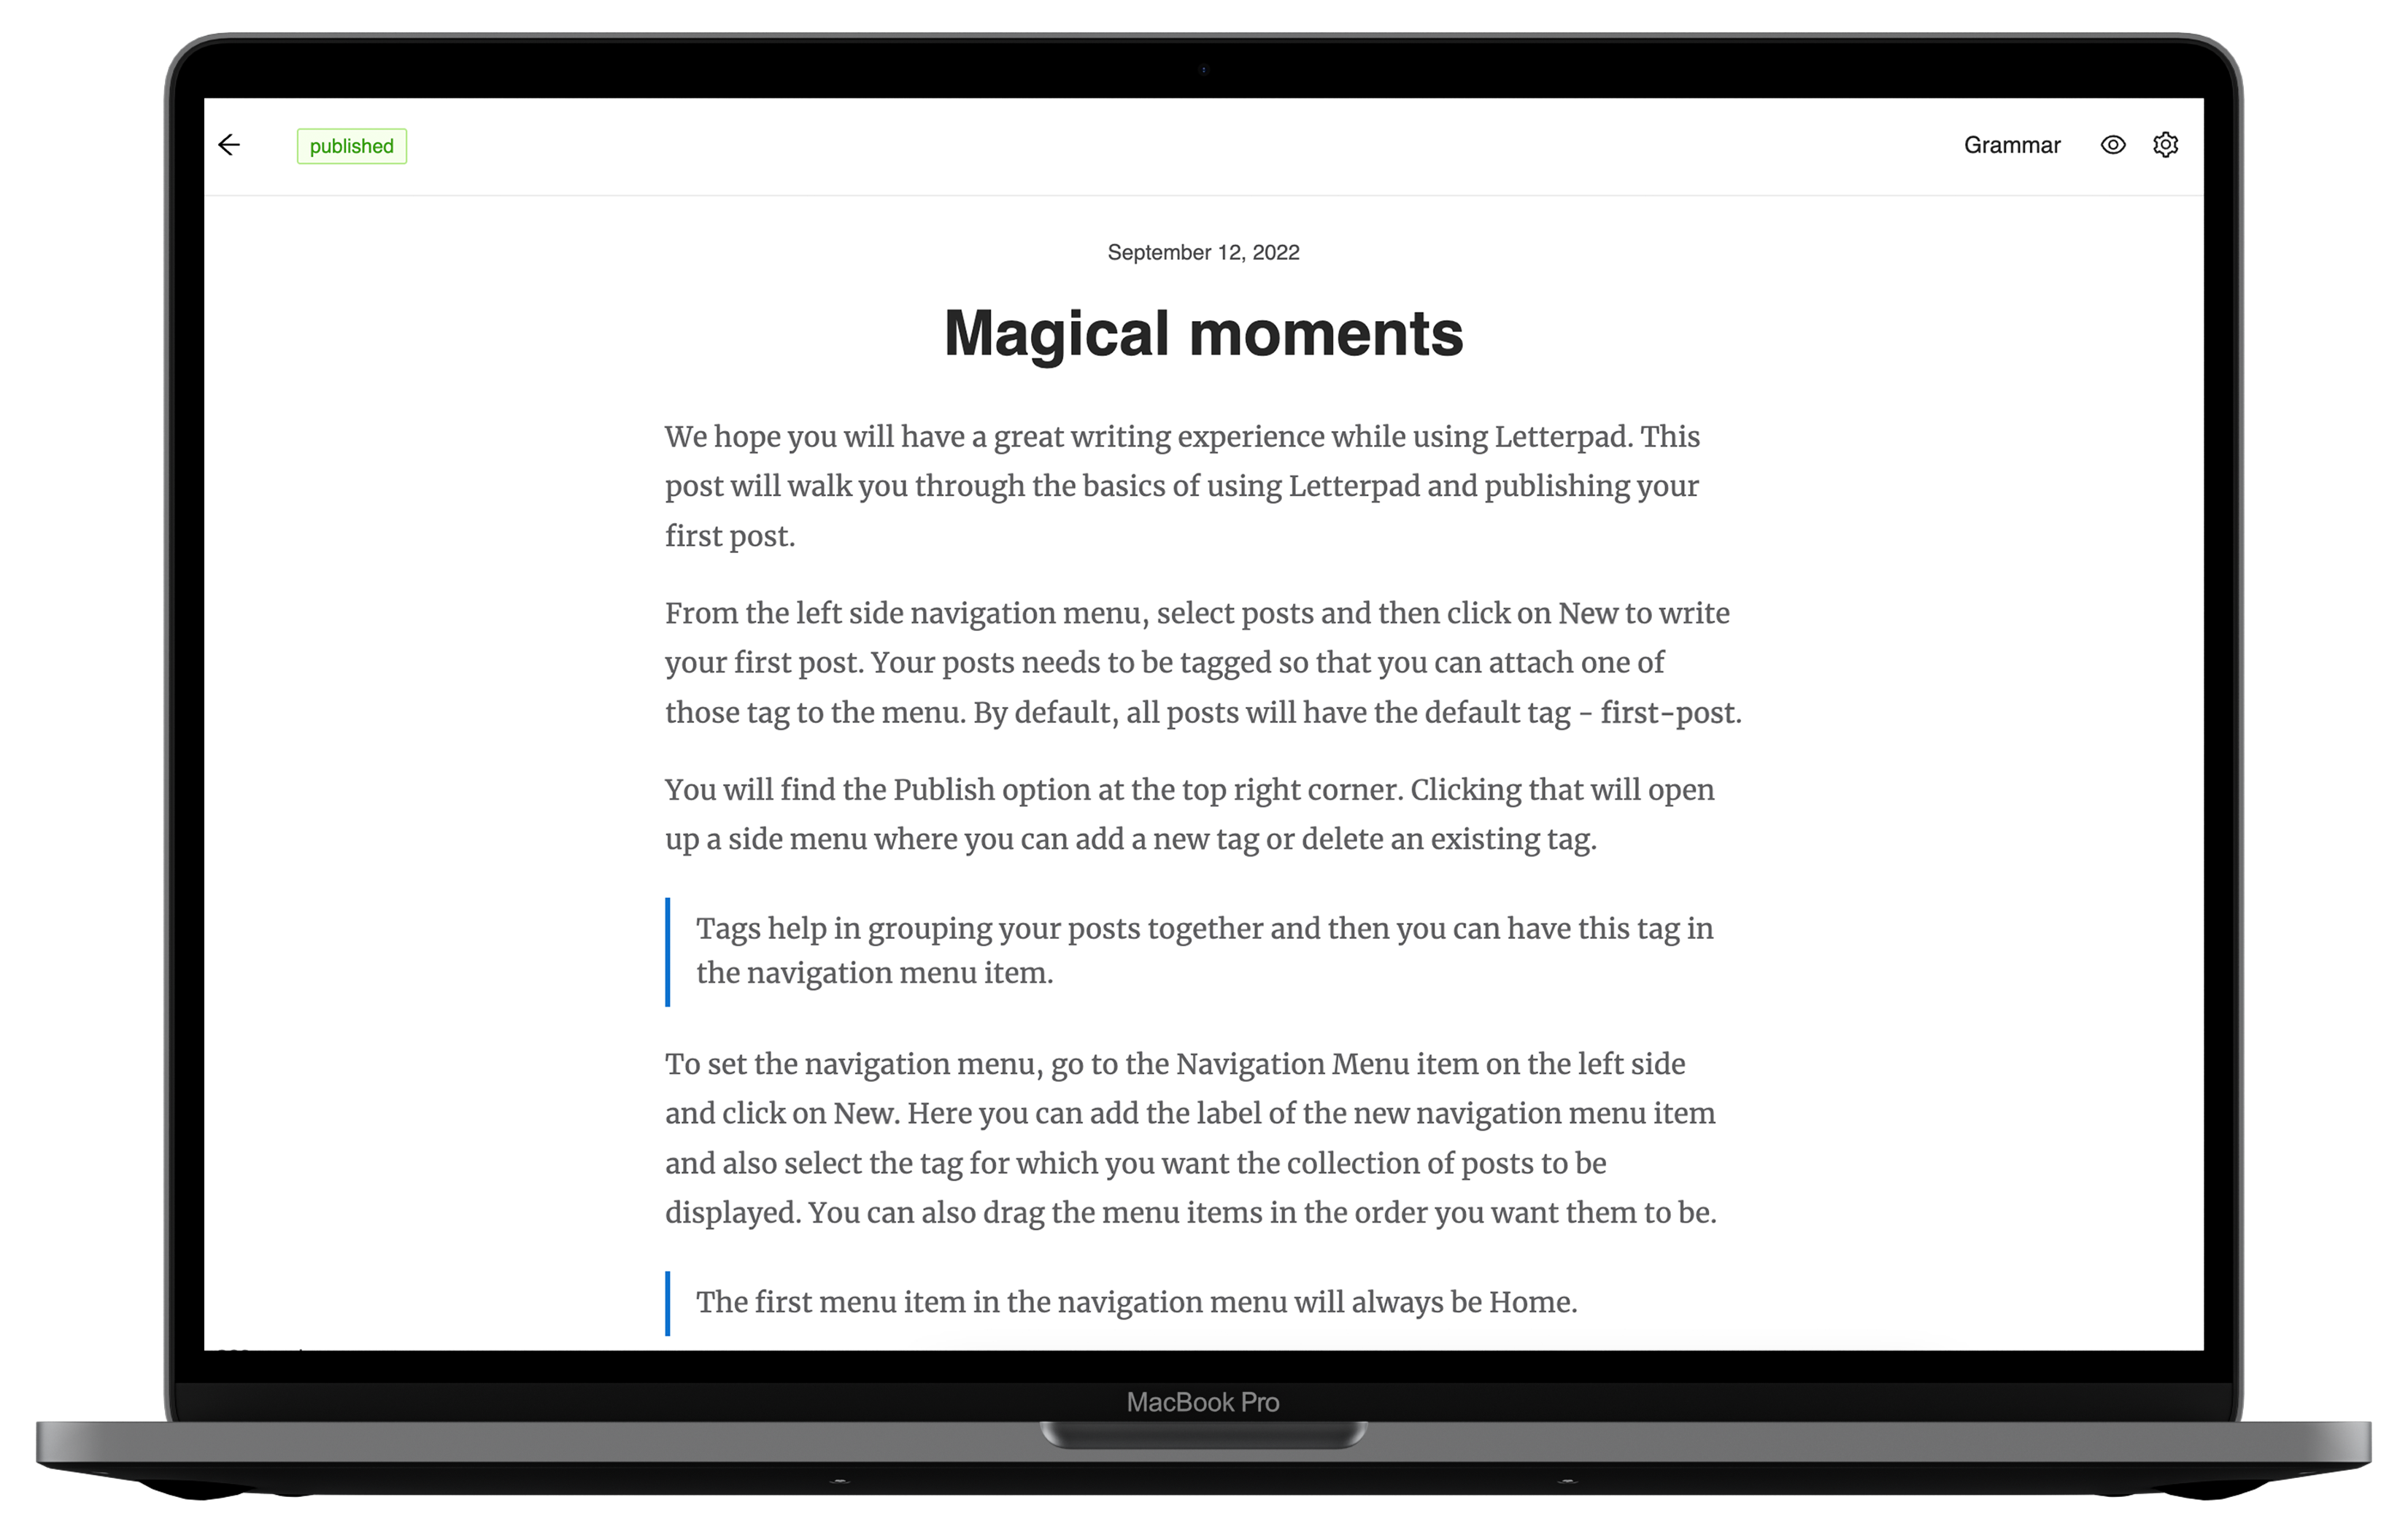 published
Grammar
September 12, 2022
Magical moments
We hope you will have a great writing experience while using Letterpad. This
post will walk you through the basics of using Letterpad and publishing your
first post.
From the left side navigation menu, select posts and then click on New to write
your first post. Your posts needs to be tagged so that you can attach one of
those tag to the menu. By default, all posts will have the default tag - first-post.
You will find the Publish option at the top right corner. Clicking that will open
up a side menu where you can add a new tag or delete an existing tag.
Tags help in grouping your posts together and then you can have this tag in
the navigation menu item.
To set the navigation menu, go to the Navigation Menu item on the left side
and click on New. Here you can add the label of the new navigation menu item
and also select the tag for which you want the collection of posts to be
displayed. You can also drag the menu items in the order you want them to be.
The first menu item in the navigation menu will always be Home.
MacBook Pro